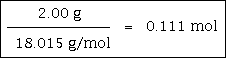 2.00 g
18.015 g/mol = 0.111 mol